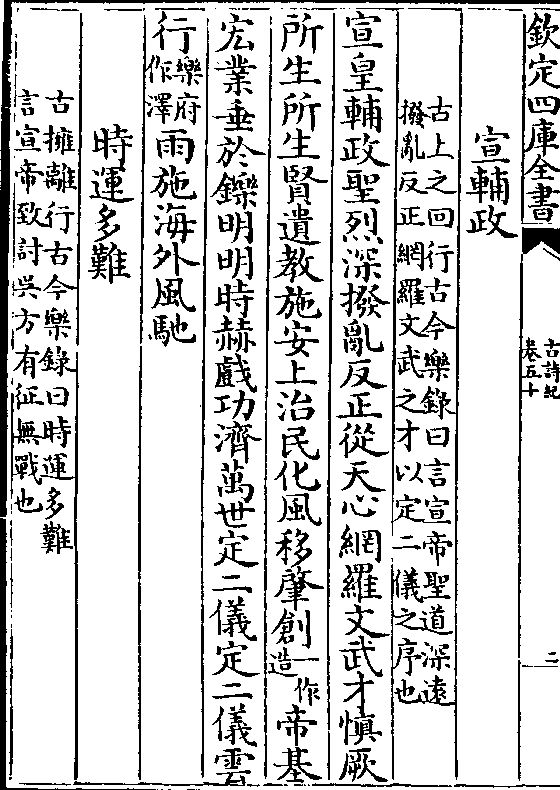 欽定四庫全書
古詩紀
卷五十
二
宣輔政
古上之回行古今樂錄曰言宣帝聖道深遠
撥亂反正網羅文武之才以定二儀之序也
宣皇輔政聖烈深撥亂反正從天心網羅文武才慎厥
所生所生賢遺教施安上治民化風移肇創一作造帝基
宏業垂於鑠明明時赫戲功濟萬世定二儀定二儀雲
行樂府作澤雨施海外風馳
時運多難
古擁離行古今樂錄曰時運多難
言宣帝致討吳方有征無戰也